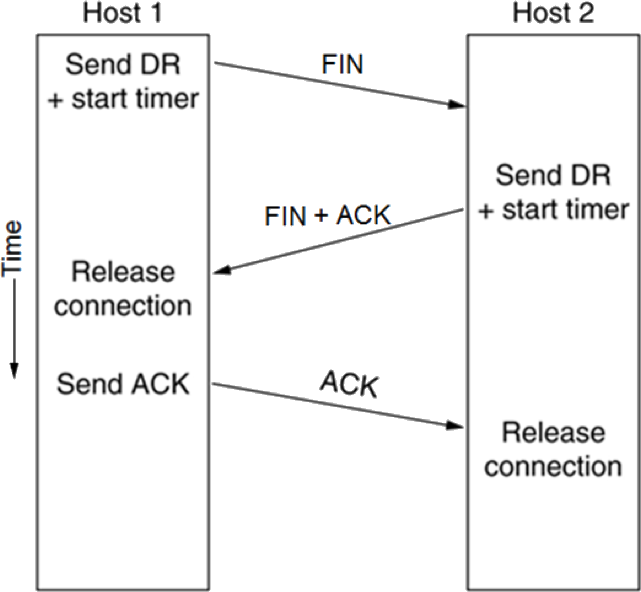 Host 1
Host 2
Send DR
+ start timer
FIN
Send DR
+ start timer
FIN + ACK
Time
Release
connection
Send ACK
ACK
Release
connection